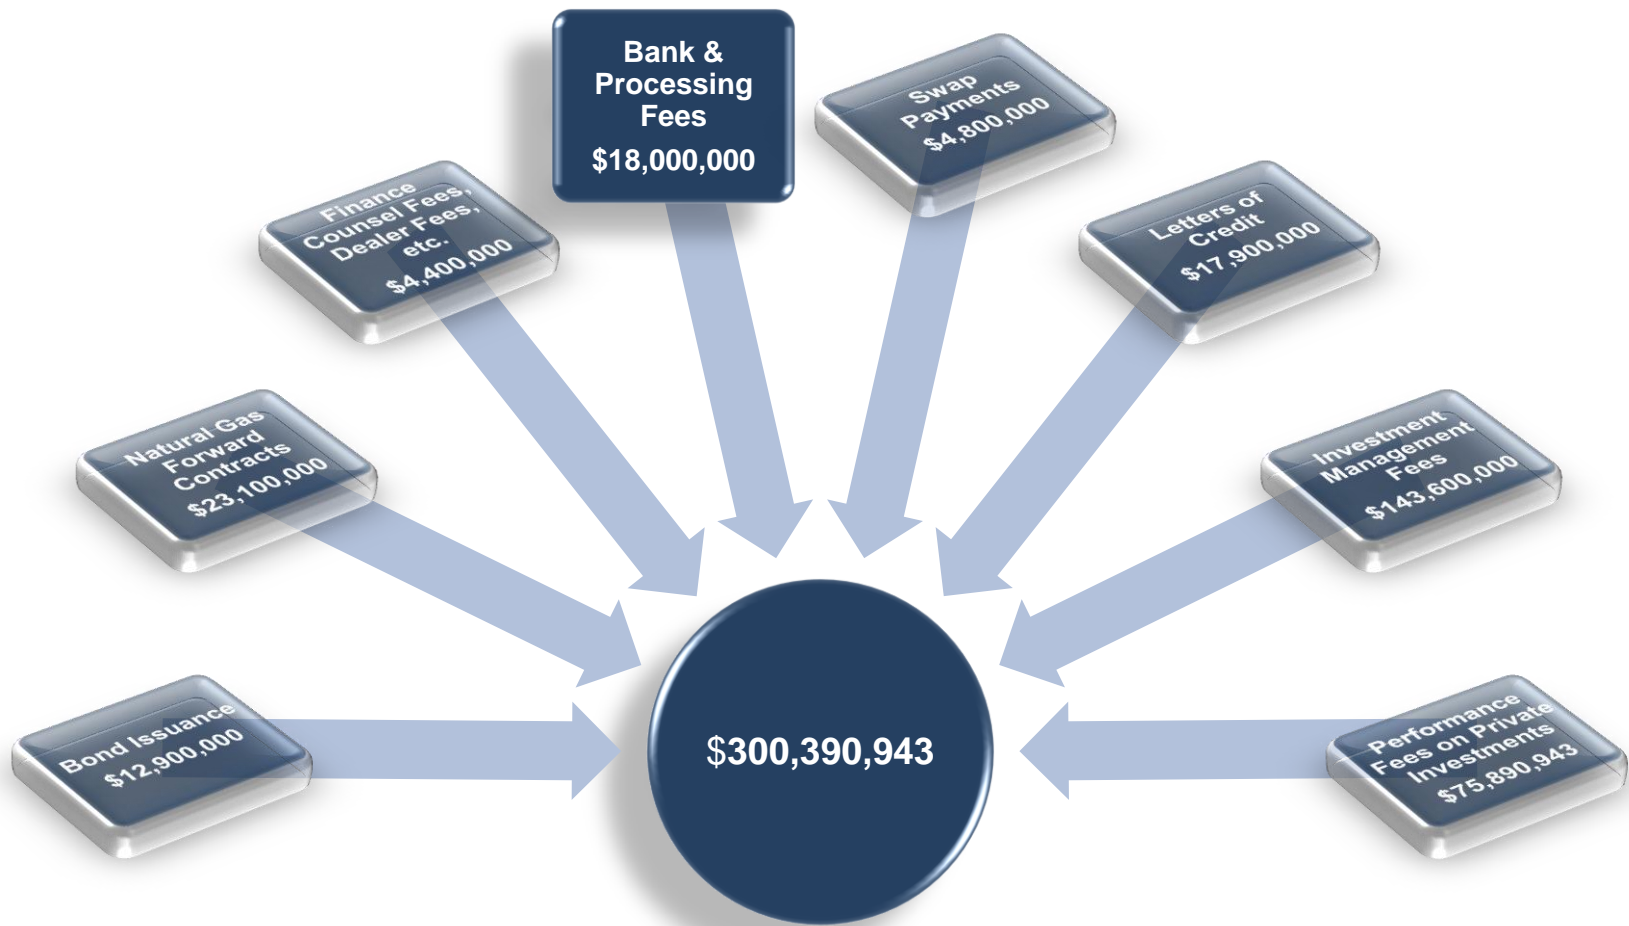 Bank &
Processing
Fees
$18,000,000
Swap
Payments
$4,800,000
Finance
Counsel Fees,
Dealer Fees,
etc.
$4,400,000
Letters of
Credit
$17,900,000
Natural Gas
Forward
Contracts
$23,100,000
Investment
Management
Fees
$143,600,000
Bond Issuance
$12,900,000
$300,390,943
Performance
Fees on Private
Investments
$75,890,943